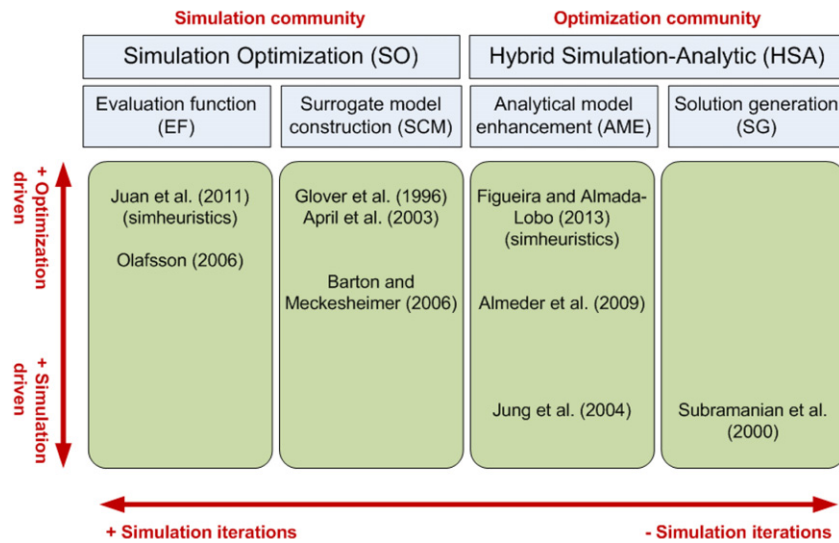 Simulation community
Optimization community
Simulation Optimization (SO)
Hybrid Simulation-Analytic (HSA)
Evaluation function
(EF)
Surrogate model
construction (SCM)
Analytical model
enhancement (AME)
Solution generation
(SG)
+ Optimization
driven
+ Simulation
driven
Juan et al. (2011)
(simheuristics)
Olafsson (2006)
Glover et al. (1996)
April et al. (2003)
Barton and
Meckesheimer (2006)
Figueira and Almada-
Lobo (2013)
(simheuristics)
Almeder et al. (2009)
Jung et al. (2004)
Subramanian et al.
(2000)
+ Simulation iterations
- Simulation iterations